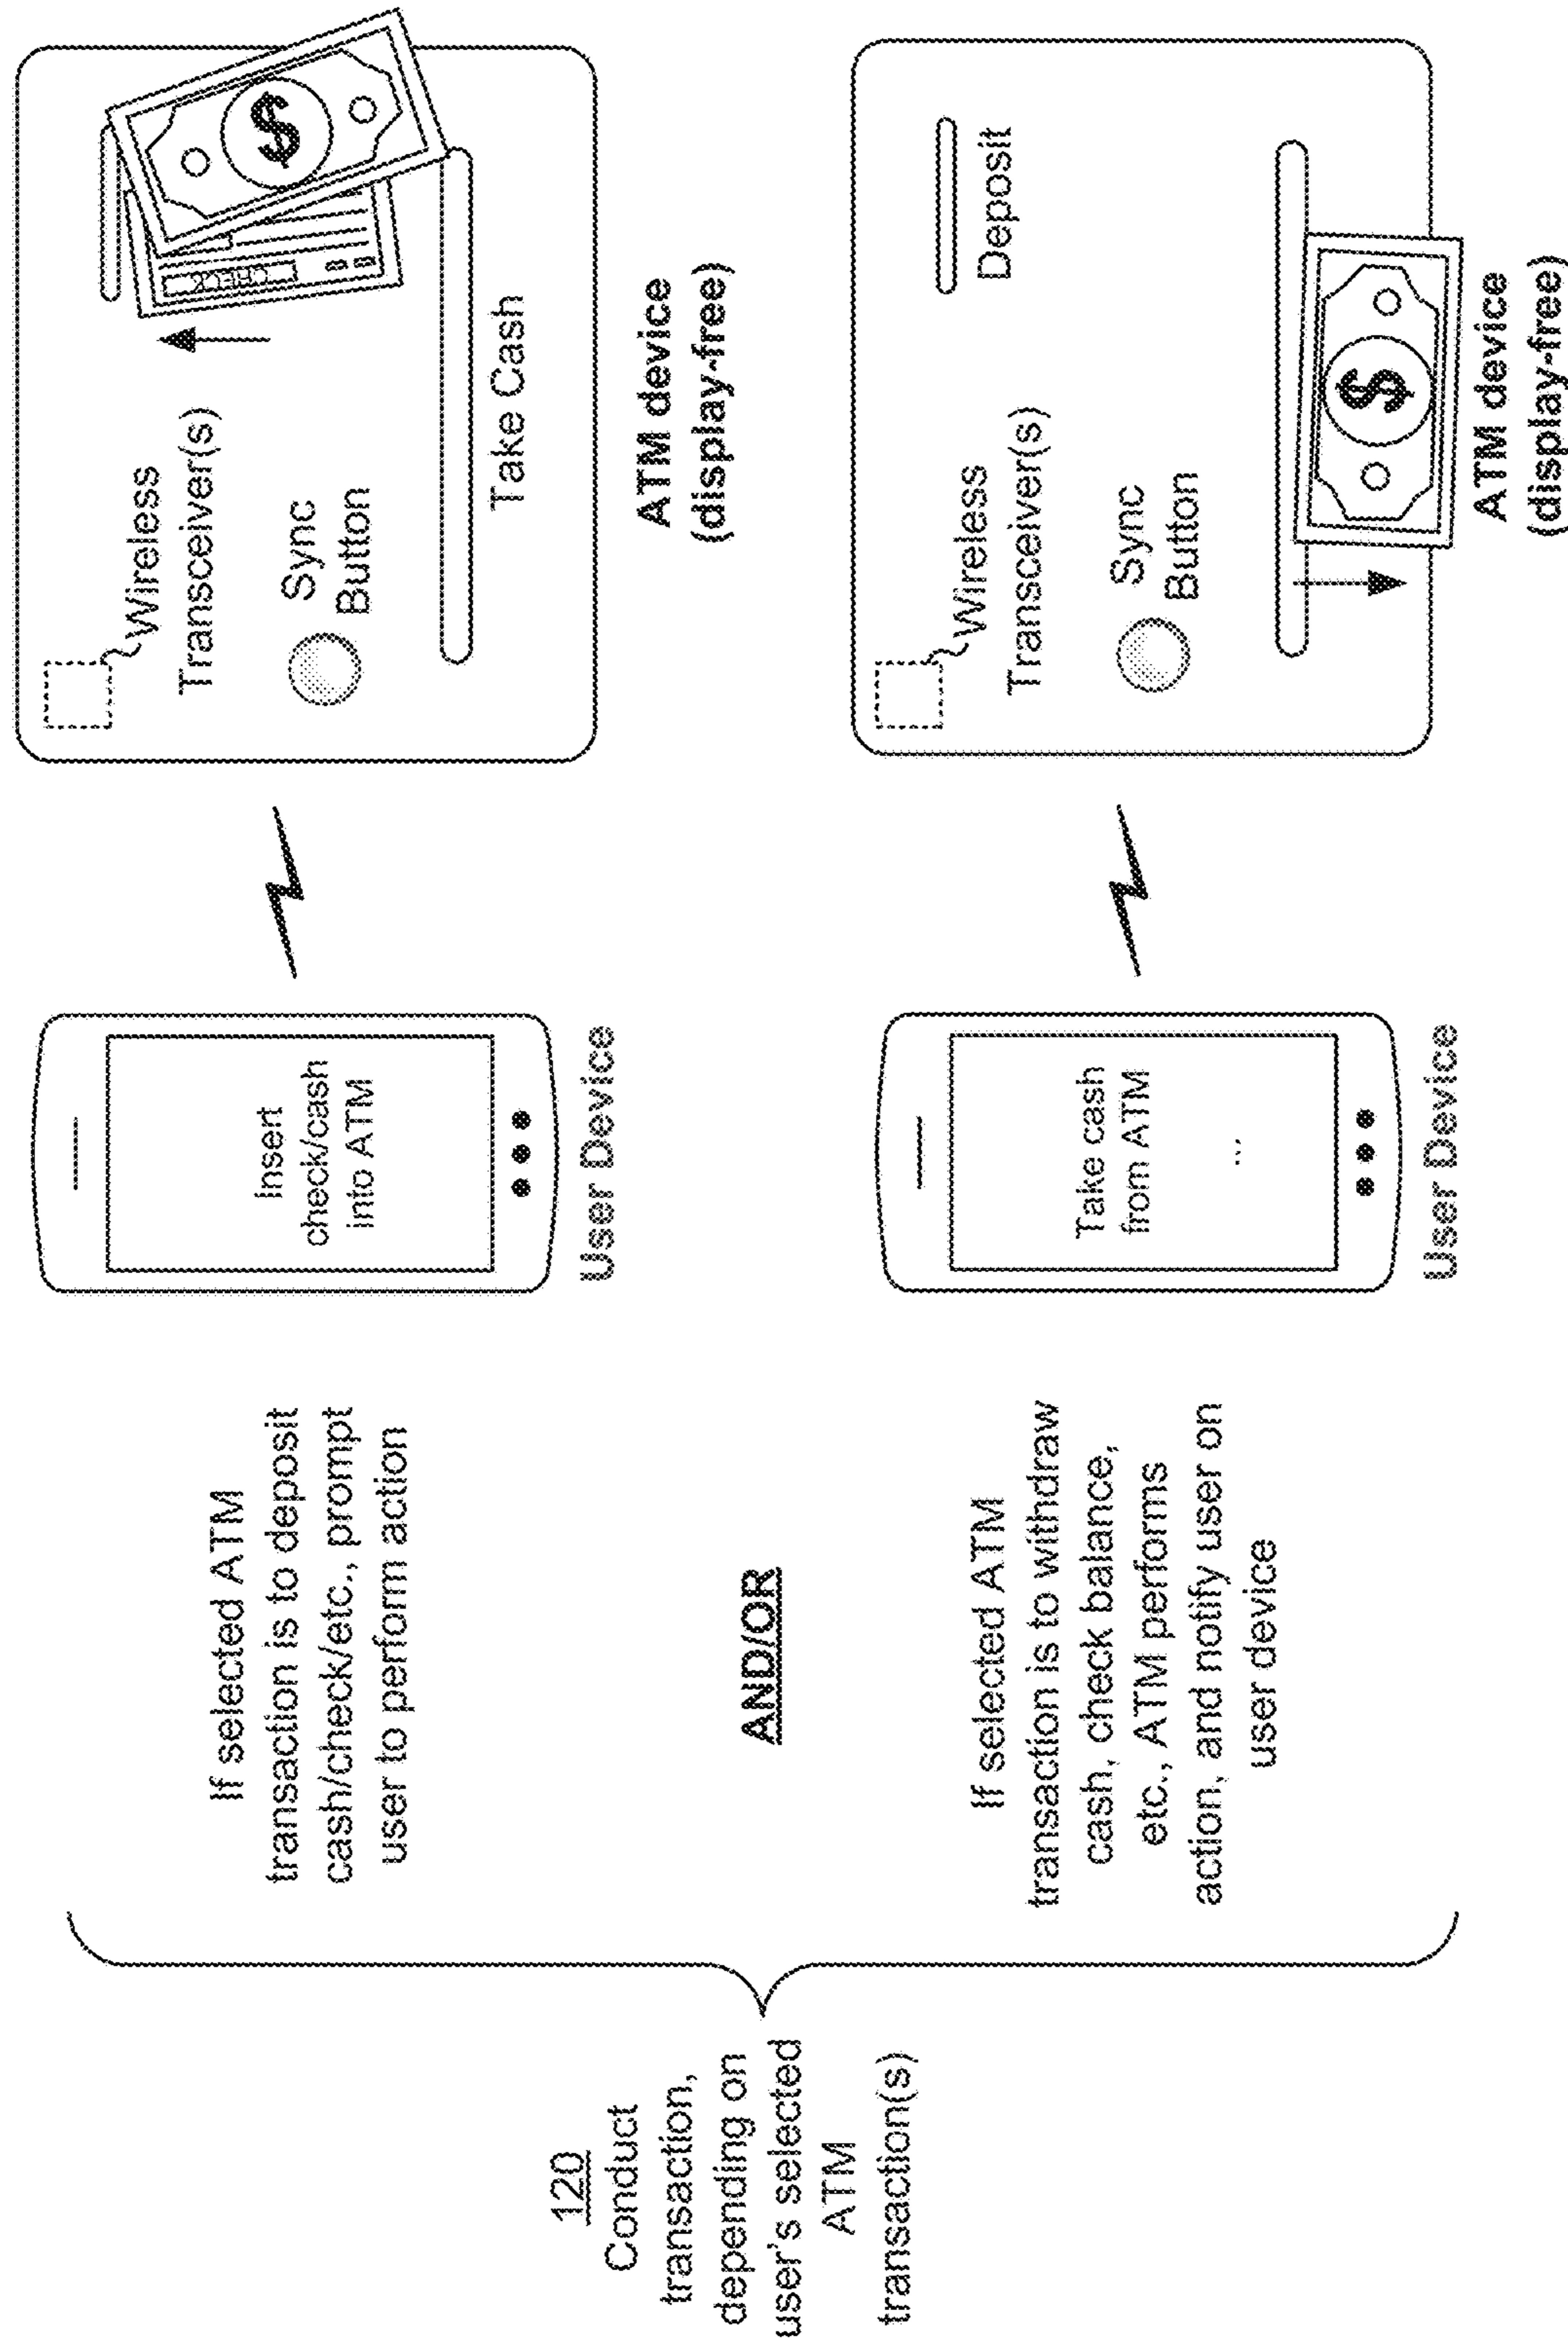 120
Conduct
transaction,
depending on
user's selected
ATM
transaction(s)
If selected ATM
transaction is to deposit
cash/check/etc., prompt
user to perform action
Insert
check/cash
into ATM
User Device
Wireless
Transceiver(s)
Sync
Button
CHECK
$
Take Cash
ATM device
(display-free)
AND/OR
If selected ATM
transaction is to withdraw
cash, check balance,
etc., ATM performs
action, and notify user on
user device
Take cash
from ATM
...
User Device
Wireless
Transceiver(s)
Sync
Button
Deposit
$
ATM device
(display-free)